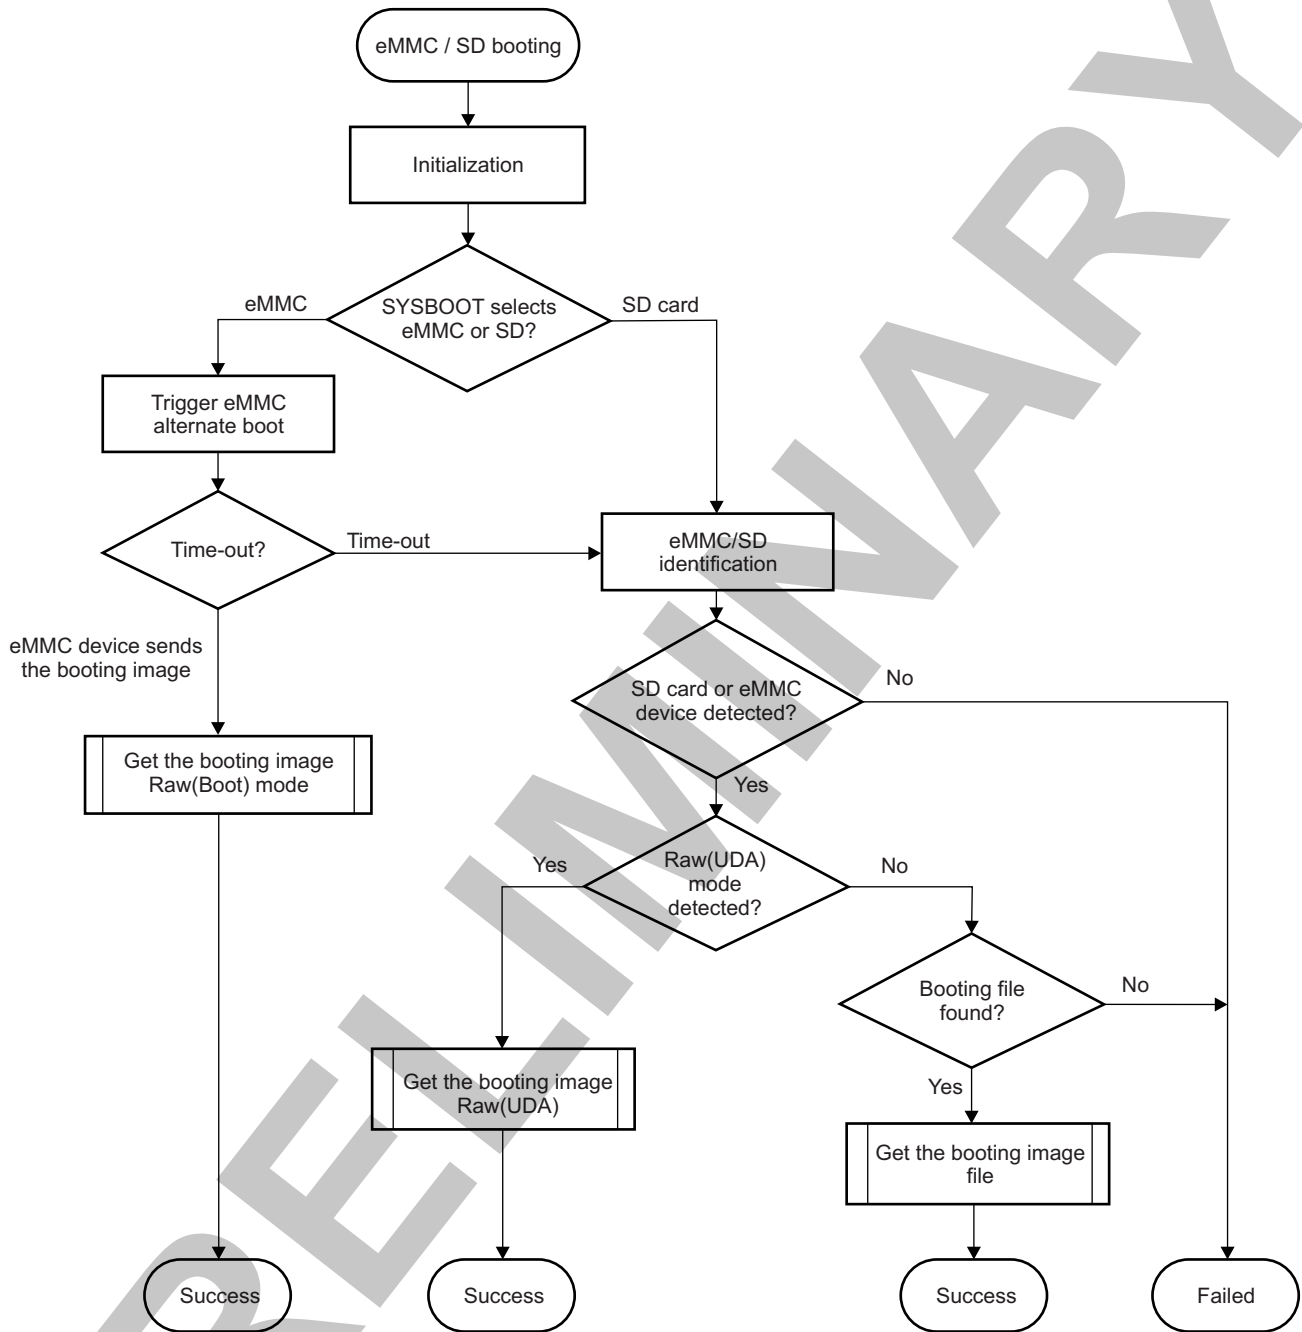 eMMC / SD booting
Initialization
eMMC
SYSBOOT selects
eMMC or SD?
SD card
Trigger eMMC
alternate boot
Time-out?
Time-out
eMMC/SD
identification
eMMC device sends
the booting image
SD card or eMMC
device detected?
No
Get the booting image
Raw(Boot) mode
Yes
Yes
Raw(UDA)
mode
detected?
No
Booting file
found?
No
Get the booting image
Raw(UDA)
Yes
Get the booting image
file
Success
Success
Success
Failed
PRELIMINARY